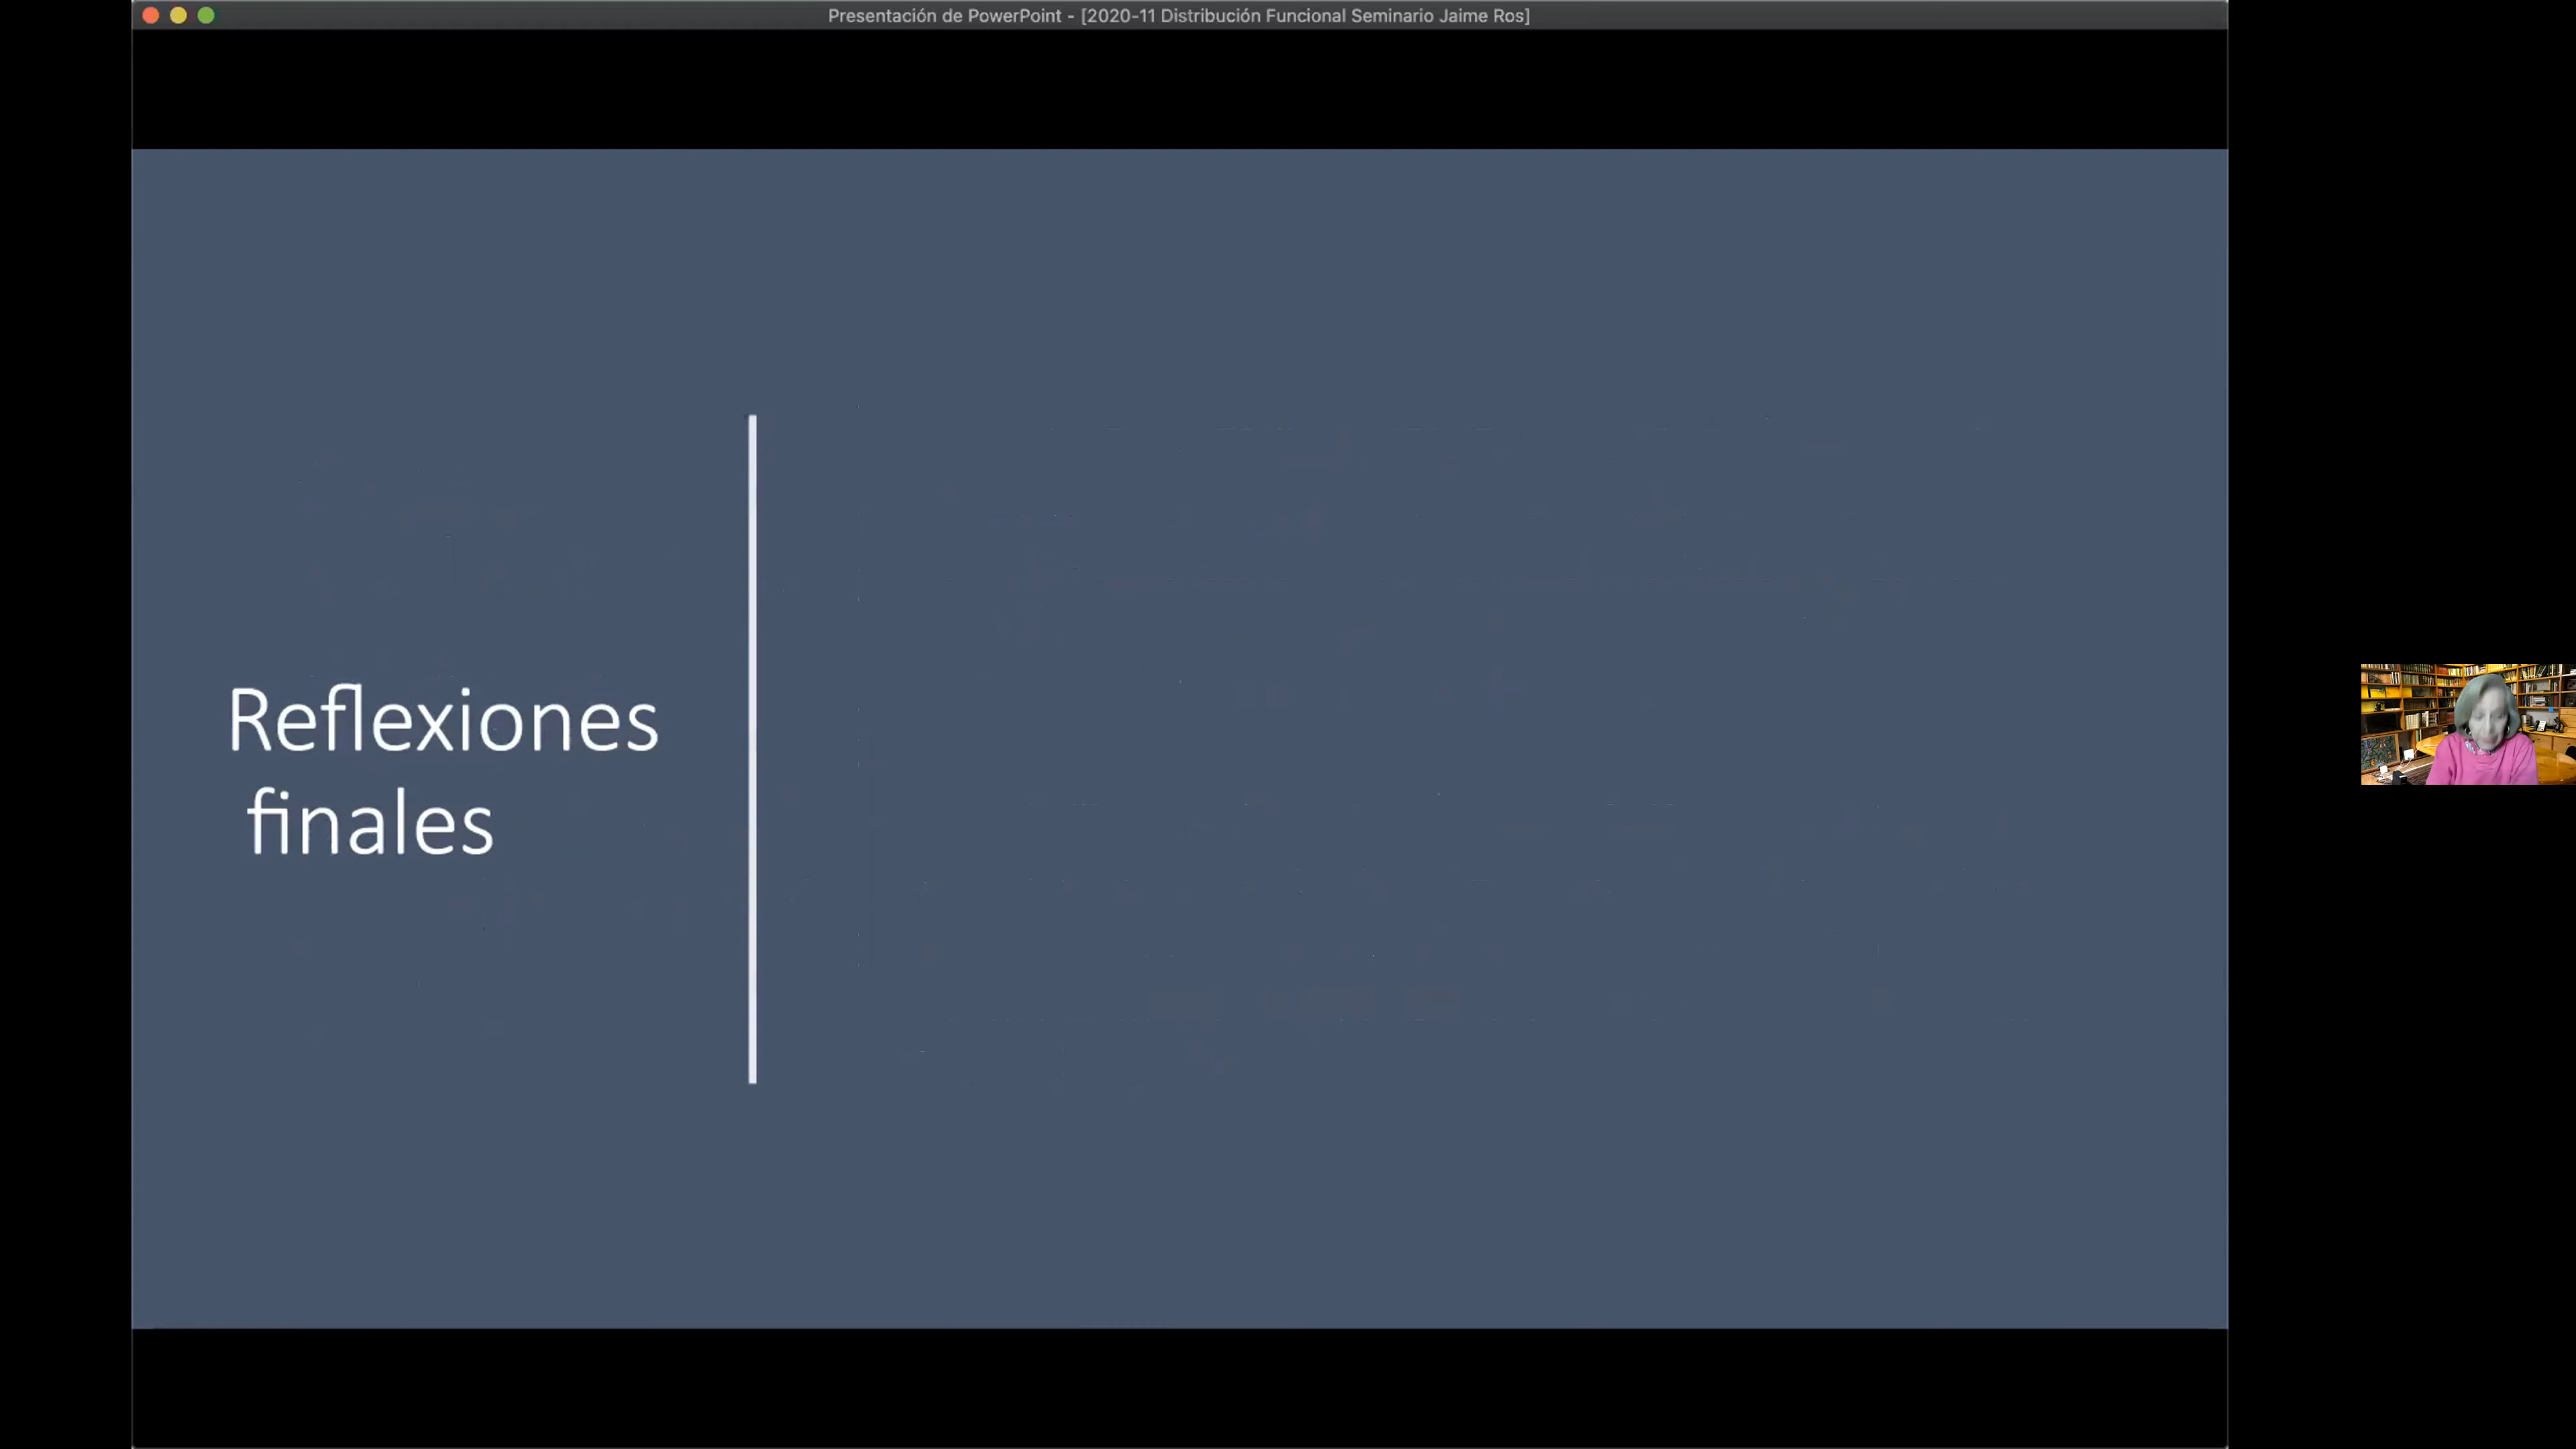 Presentación de PowerPoint - [2020-11 Distribución Funcional Seminario Jaime Ros]
Reflexiones
finales